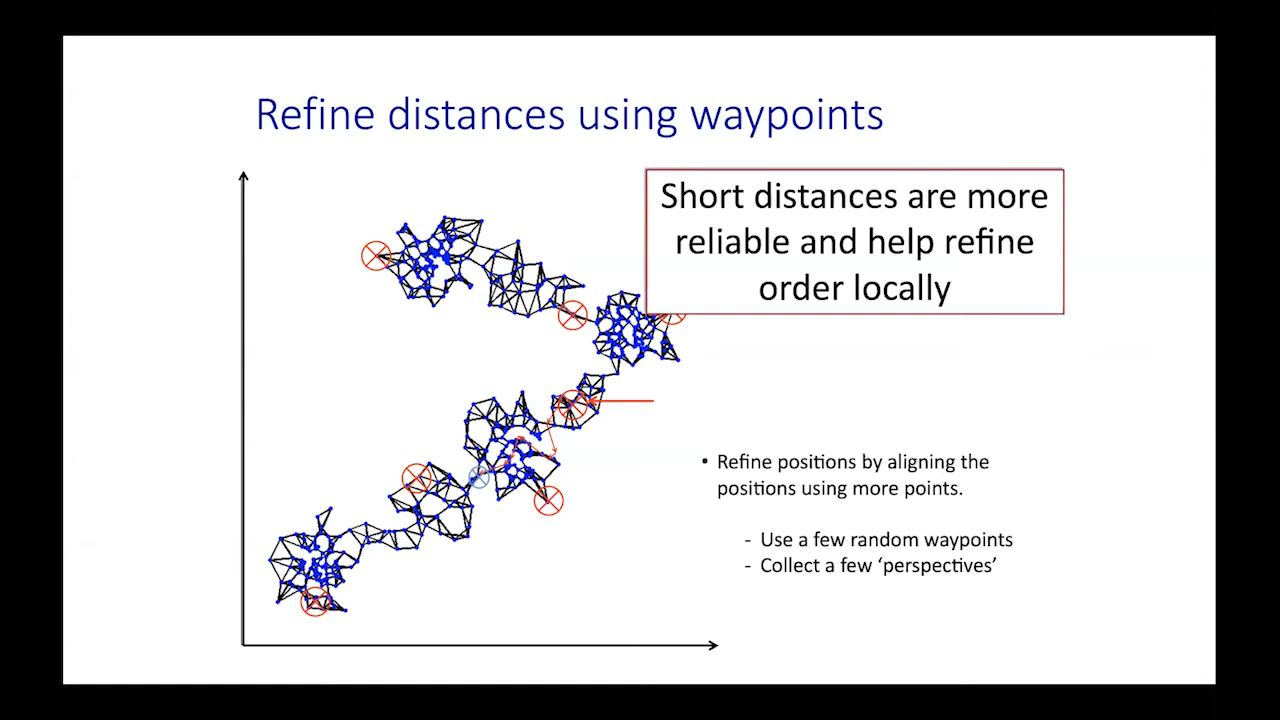 Refine distances using waypoints
Short distances are more
reliable and help refine
order locally
• Refine positions by aligning the
positions using more points.
- Use a few random waypoints
- Collect a few ‘perspectives’